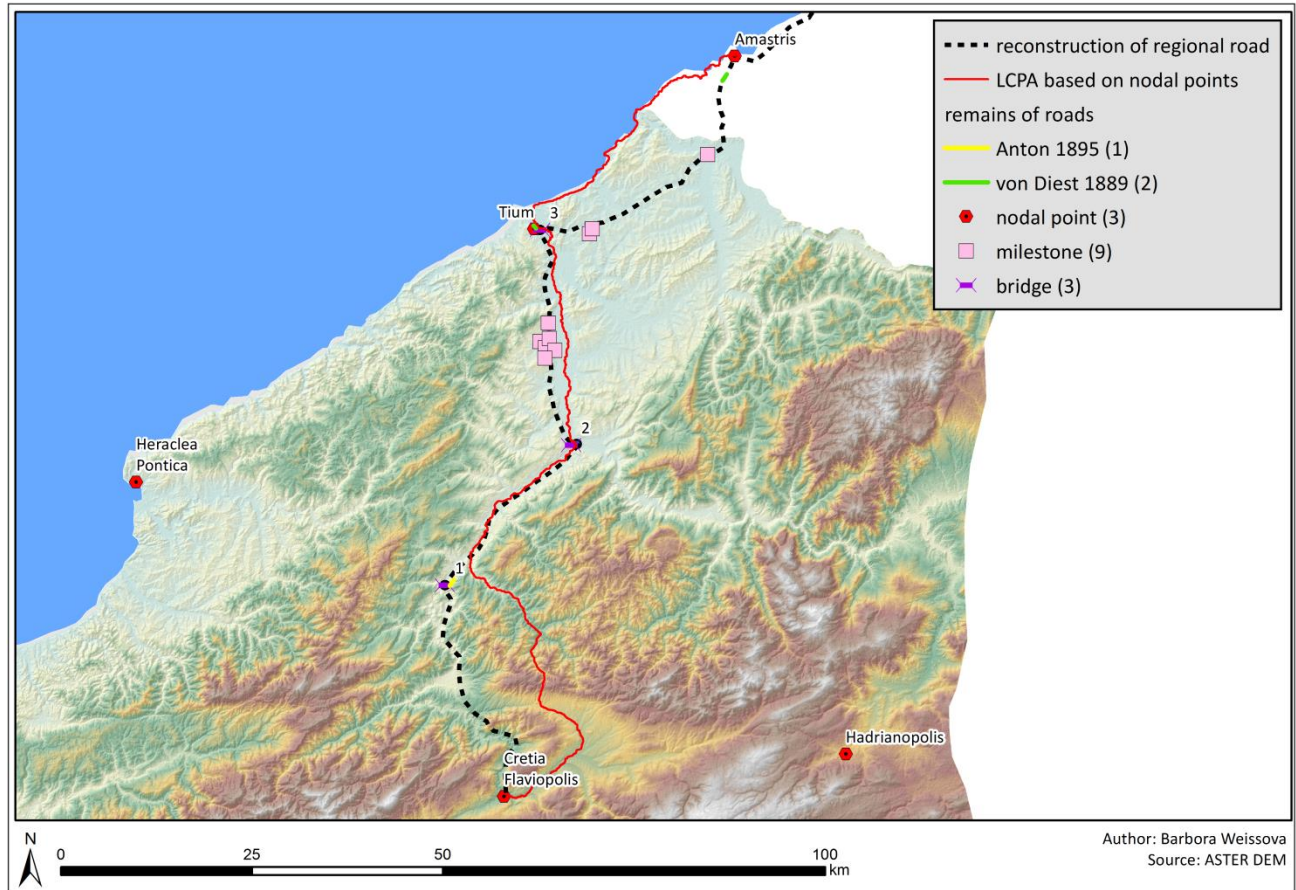 Amastris
Tium
3
2
Heraclea
Pontica
1
Hadrianopolis
Cretia
Flaviopolis
reconstruction of regional road
LCPA based on nodal points
remains of roads
Anton 1895 (1)
von Diest 1889 (2)
nodal point (3)
milestone (9)
bridge (3)
N
0
25
50
100
km
Author: Barbora Weissova
Source: ASTER DEM